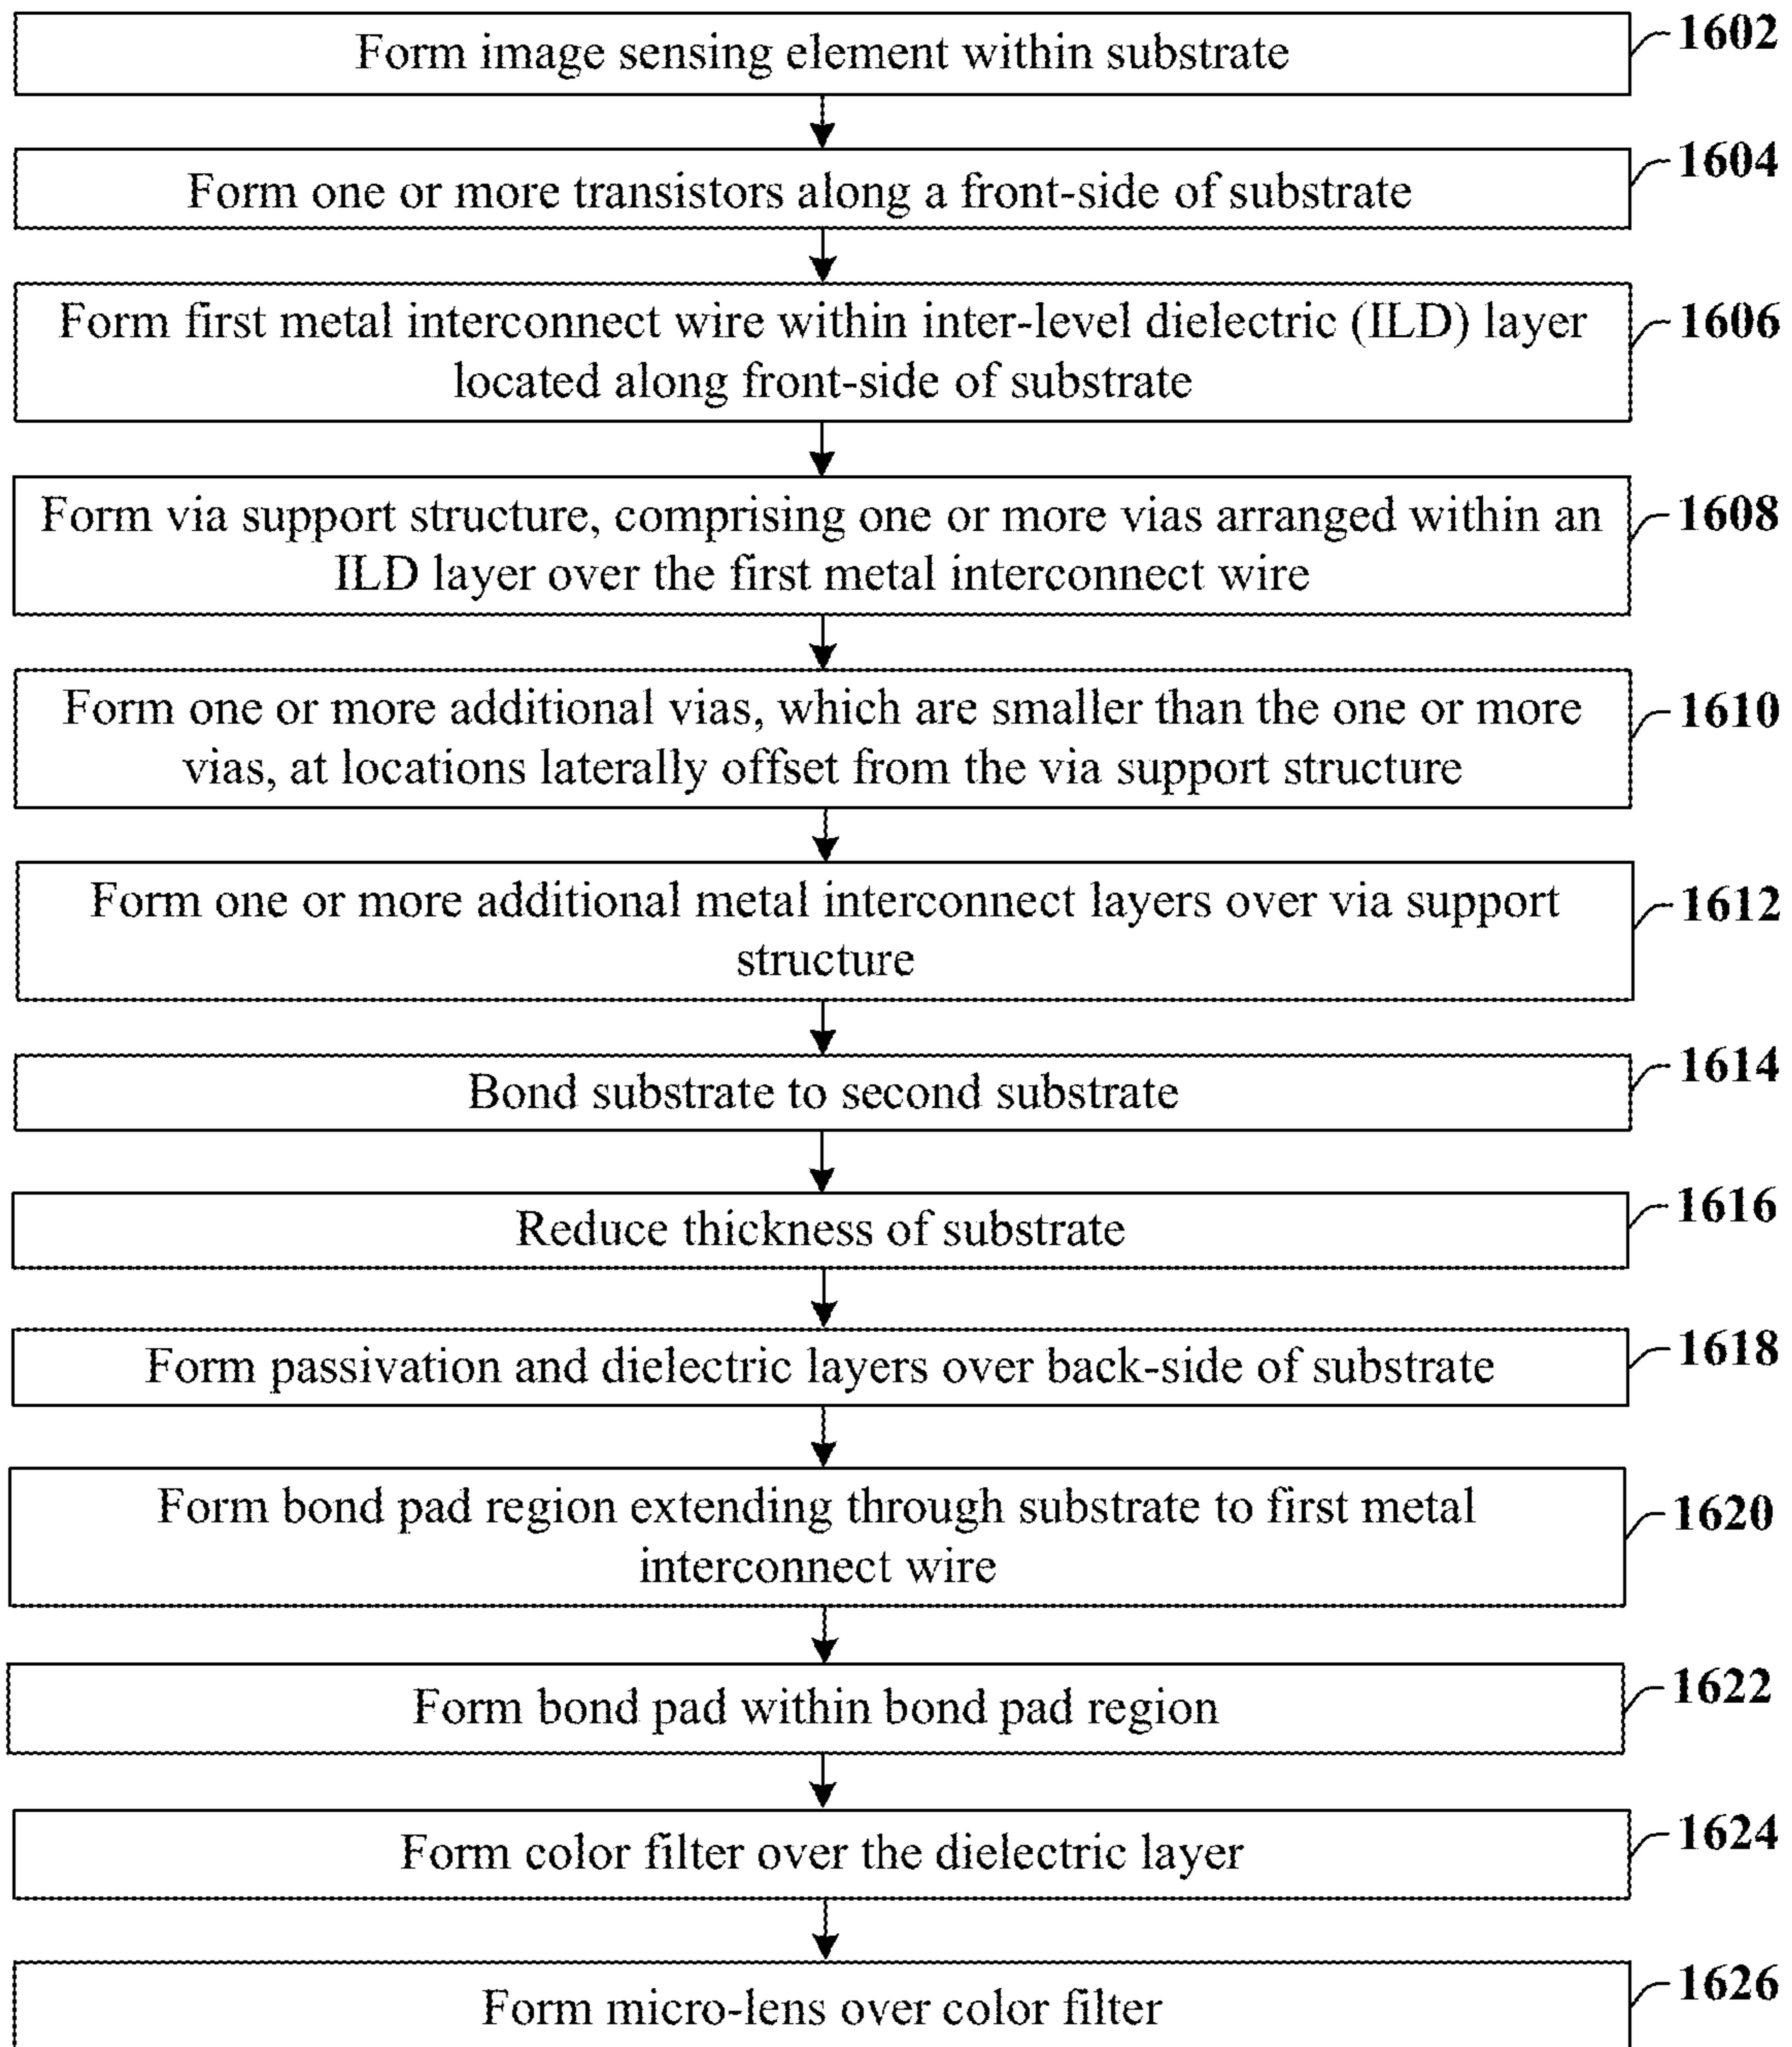 Form image sensing element within substrate
1602
Form one or more transistors along a front-side of substrate
1604
Form first metal interconnect wire within inter-level dielectric (ILD) layer
located along front-side of substrate
1606
Form via support structure, comprising one or more vias arranged within an
ILD layer over the first metal interconnect wire
1608
Form one or more additional vias, which are smaller than the one or more
vias, at locations laterally offset from the via support structure
1610
Form one or more additional metal interconnect layers over via support
structure
1612
Bond substrate to second substrate
1614
Reduce thickness of substrate
1616
Form passivation and dielectric layers over back-side of substrate
1618
Form bond pad region extending through substrate to first metal
interconnect wire
1620
Form bond pad within bond pad region
1622
Form color filter over the dielectric layer
1624
Form micro-lens over color filter
1626